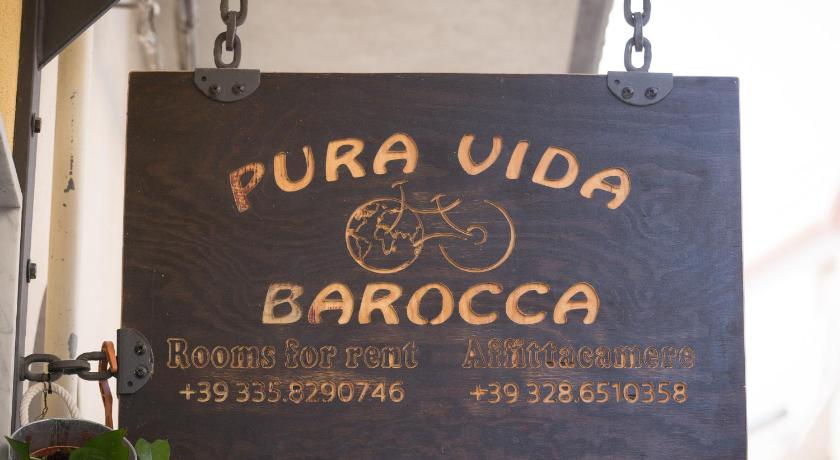 PURA VIDA
BAROCCA
Rooms for rent Affittacamere
+39 335.8290746 +39 328.6510358